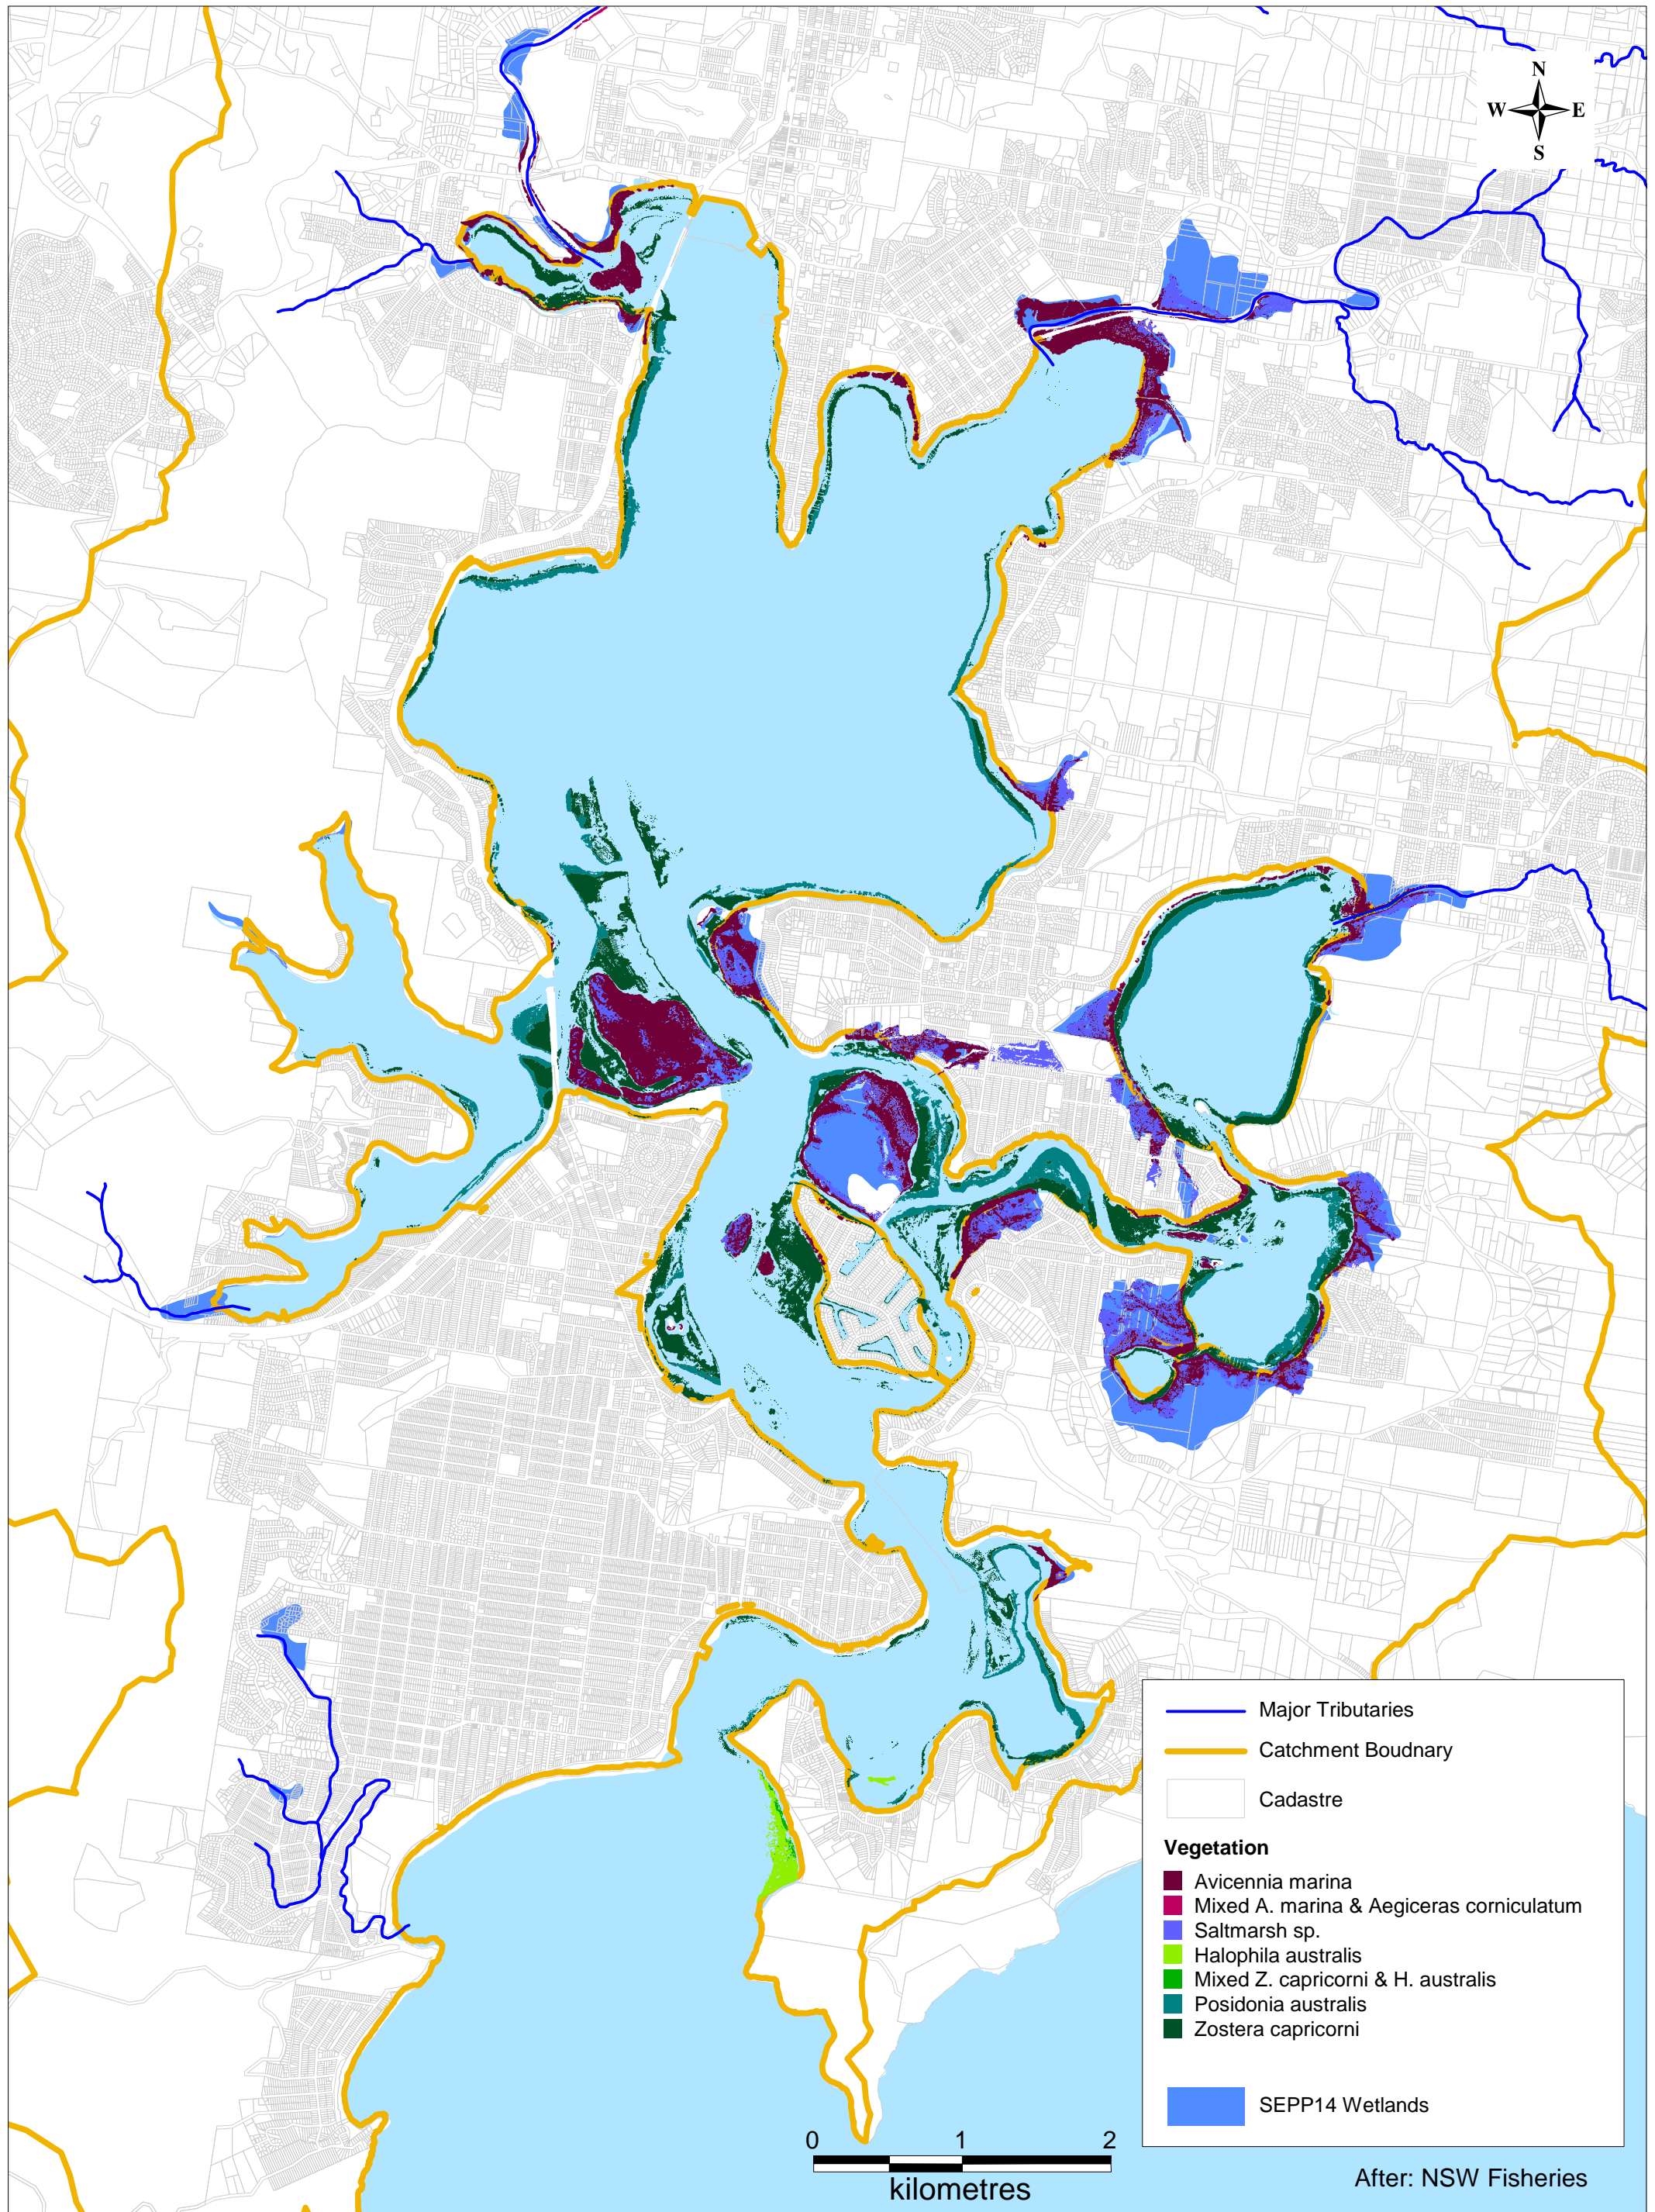 N
W E
S
Major Tributaries
Catchment Boudnary
Cadastre
Vegetation
Avicennia marina
Mixed A. marina & Aegiceras corniculatum
Saltmarsh sp.
Halophila australis
Mixed Z. capricorni & H. australis
Posidonia australis
Zostera capricorni
SEPP14 Wetlands
0 1 2
kilometres
After: NSW Fisheries